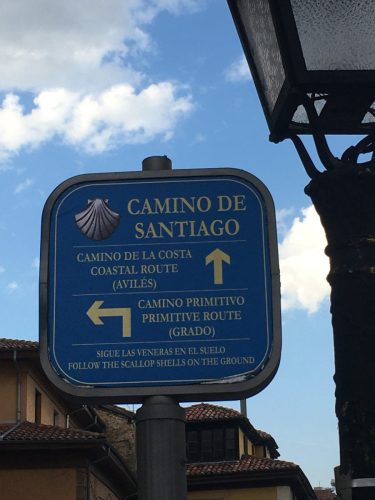 CAMINO DE
SANTIAGO
CAMINO DE LA COSTA
COASTAL ROUTE
(AVILÉS)
CAMINO PRIMITIVO
PRIMITIVE ROUTE
(GRADO)
SIGUE LAS VENERAS EN EL SUELO
FOLLOW THE SCALLOP SHELLS ON THE GROUND